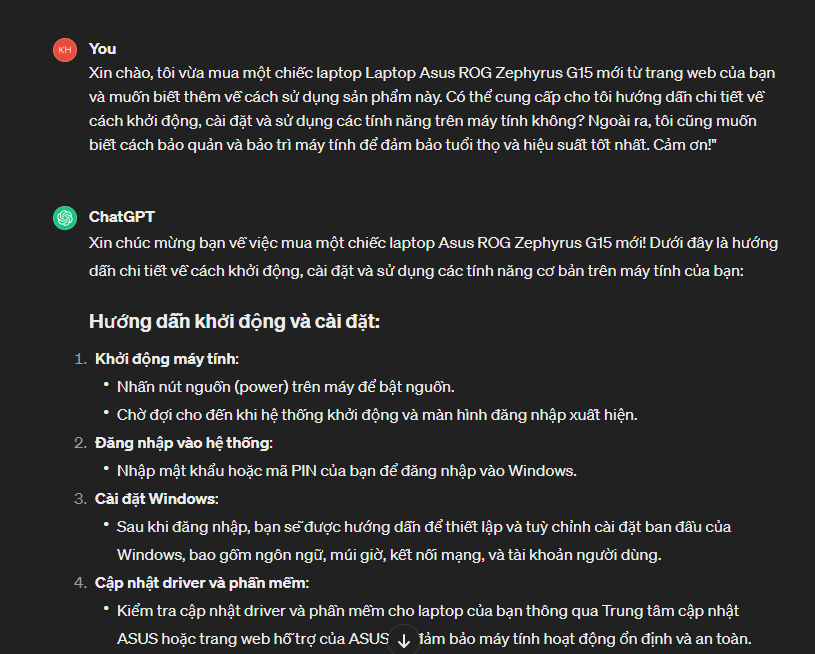 KH
You
Xin chào, tôi vừa mua một chiếc laptop Laptop Asus ROG Zephyrus G15 mới từ trang web của bạn
và muốn biết thêm về cách sử dụng sản phẩm này. Có thể cung cấp cho tôi hướng dẫn chi tiết về
cách khởi động, cài đặt và sử dụng các tính năng trên máy tính không? Ngoài ra, tôi cũng muốn
biết cách bảo quản và bảo trì máy tính để đảm bảo tuổi thọ và hiệu suất tốt nhất. Cảm ơn!"
ChatGPT
Xin chúc mừng bạn về việc mua một chiếc laptop Asus ROG Zephyrus G15 mới! Dưới đây là hướng
dẫn chi tiết về cách khởi động, cài đặt và sử dụng các tính năng cơ bản trên máy tính của bạn:
Hướng dẫn khởi động và cài đặt:
1. Khởi động máy tính:
• Nhấn nút nguồn (power) trên máy để bật nguồn.
• Chờ đợi cho đến khi hệ thống khởi động và màn hình đăng nhập xuất hiện.
2. Đăng nhập vào hệ thống:
• Nhập mật khẩu hoặc mã PIN của bạn để đăng nhập vào Windows.
3. Cài đặt Windows:
• Sau khi đăng nhập, bạn sẽ được hướng dẫn để thiết lập và tuỳ chỉnh cài đặt ban đầu của
Windows, bao gồm ngôn ngữ, múi giờ, kết nối mạng, và tài khoản người dùng.
4. Cập nhật driver và phần mềm:
• Kiểm tra cập nhật driver và phần mềm cho laptop của bạn thông qua Trung tâm cập nhật
ASUS hoặc trang web hỗ trợ của ASUS đảm bảo máy tính hoạt động ổn định và an toàn.